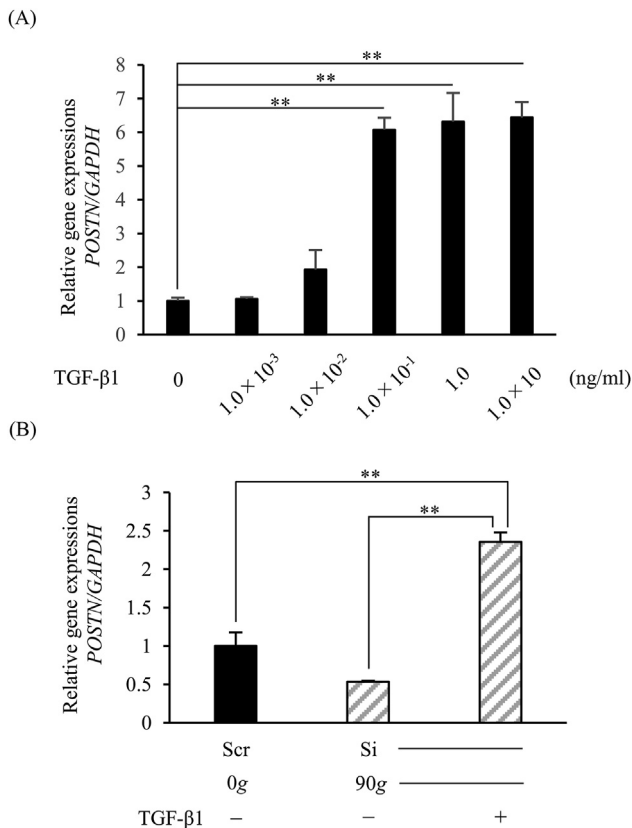 (A)
**
**
**
Relative gene expressions
POSTN/GAPDH
8
7
6
5
4
3
2
1
0
TGF-β1 0 1.0×10-3 1.0×10-2 1.0×10-1 1.0 1.0×10 (ng/ml)
(B)
**
**
Relative gene expressions
POSTN/GAPDH
3
2.5
2
1.5
1
0.5
0
Scr Si
0g 90g
TGF-β1 − − +